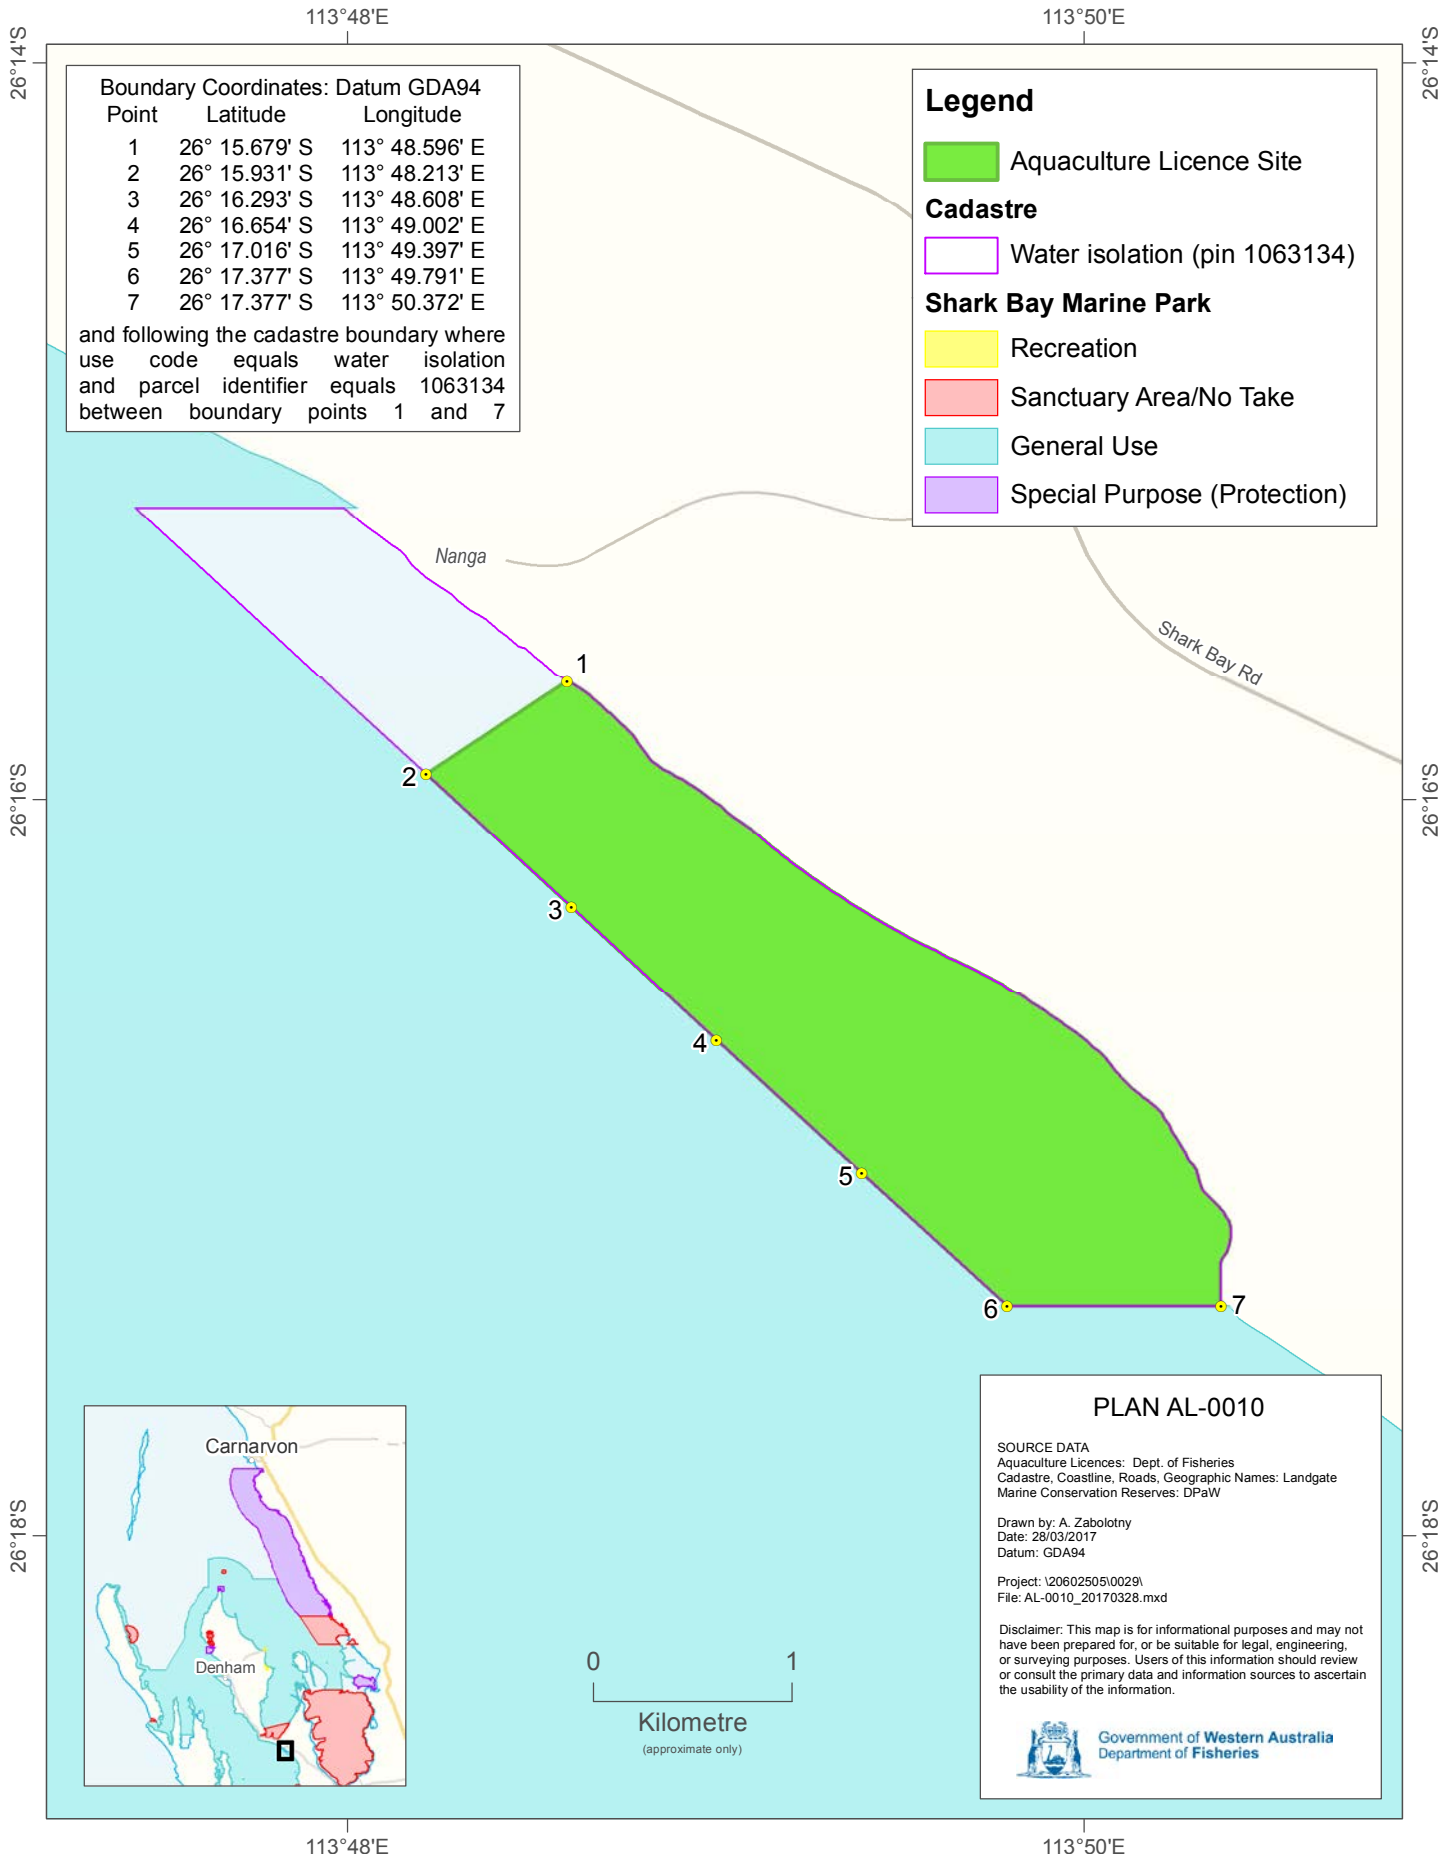 113°48'E
113°50'E
26°14'S
26°14'S
Boundary Coordinates: Datum GDA94
Point Latitude Longitude
1 26° 15.679' S 113° 48.596' E
2 26° 15.931' S 113° 48.213' E
3 26° 16.293' S 113° 48.608' E
4 26° 16.654' S 113° 49.002' E
5 26° 17.016' S 113° 49.397' E
6 26° 17.377' S 113° 49.791' E
7 26° 17.377' S 113° 50.372' E
and following the cadastre boundary where
use code equals water isolation
and parcel identifier equals 1063134
between boundary points 1 and 7
Legend
Aquaculture Licence Site
Cadastre
Water isolation (pin 1063134)
Shark Bay Marine Park
Recreation
Sanctuary Area/No Take
General Use
Special Purpose (Protection)
Nanga
Shark Bay Rd
1
2
3
4
5
6
7
26°16'S
26°16'S
26°18'S
26°18'S
Carnarvon
Denham
0 1
Kilometre
(approximate only)
PLAN AL-0010
SOURCE DATA
Aquaculture Licences: Dept. of Fisheries
Cadastre, Coastline, Roads, Geographic Names: Landgate
Marine Conservation Reserves: DPaW
Drawn by: A. Zabolotny
Date: 28/03/2017
Datum: GDA94
Project: \20602505\0029\
File: AL-0010_20170328.mxd
Disclaimer: This map is for informational purposes and may not
have been prepared for, or be suitable for legal, engineering,
or surveying purposes. Users of this information should review
or consult the primary data and information sources to ascertain
the usability of the information.
Government of Western Australia
Department of Fisheries
113°48'E
113°50'E